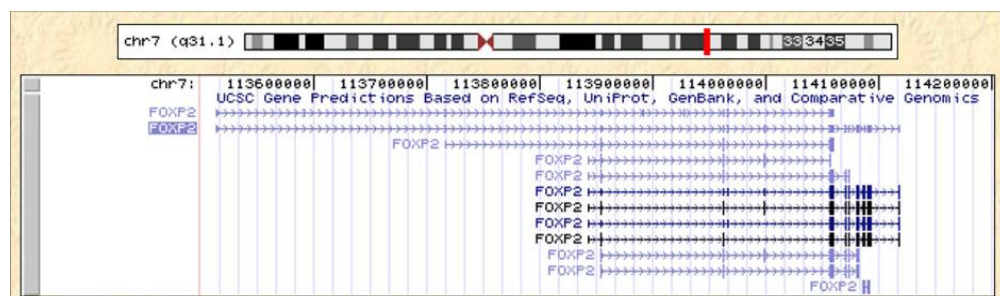 chr7 (q31.1) 33 34 35
chr7: 113600000| 113700000| 113800000| 113900000| 114000000| 114100000| 114200000|
UCSC Gene Predictions Based on RefSeq, UniProt, GenBank, and Comparative Genomics
FOXP2
FOXP2
FOXP2
FOXP2
FOXP2
FOXP2
FOXP2
FOXP2
FOXP2
FOXP2
FOXP2
FOXP2